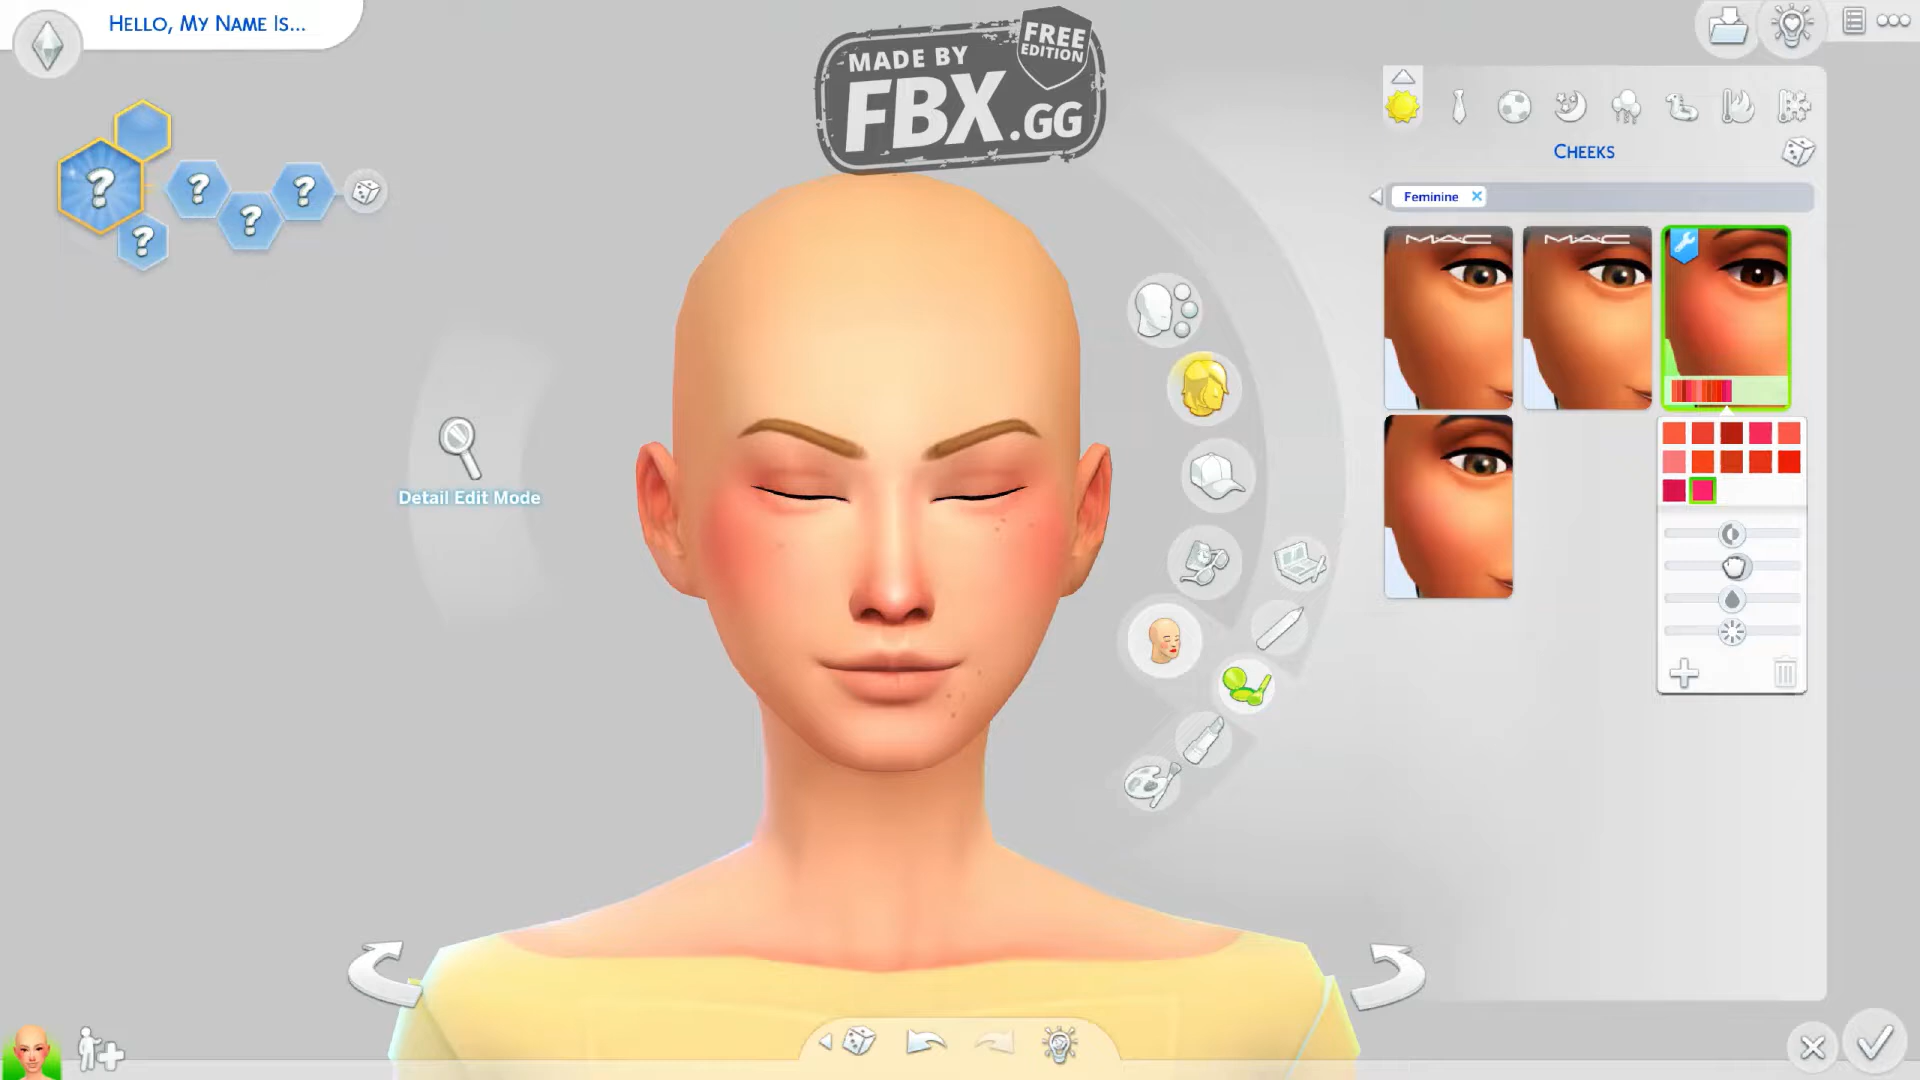 HELLO, MY NAME IS...
MADE BY
FREE
EDITION
FBX.GG
CHEEKS
Feminine
MAC
MAC
Detail Edit Mode